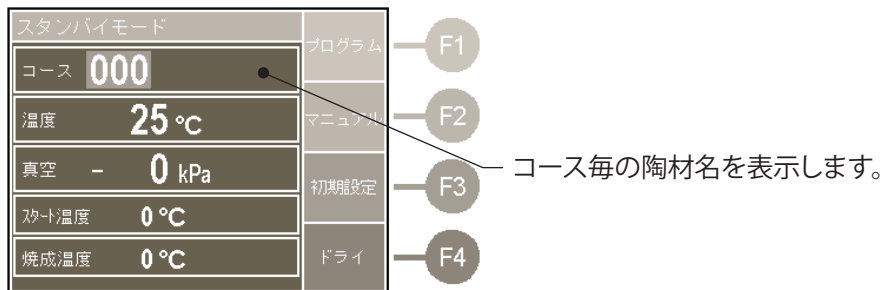 スタンバイモード
コース 000
温度 25 ℃
真空 - 0 kPa
スタート温度 0 ℃
焼成温度 0 ℃
プログラム
マニュアル
初期設定
ドライ
F1
F2
F3
F4
コース毎の陶材名を表示します。